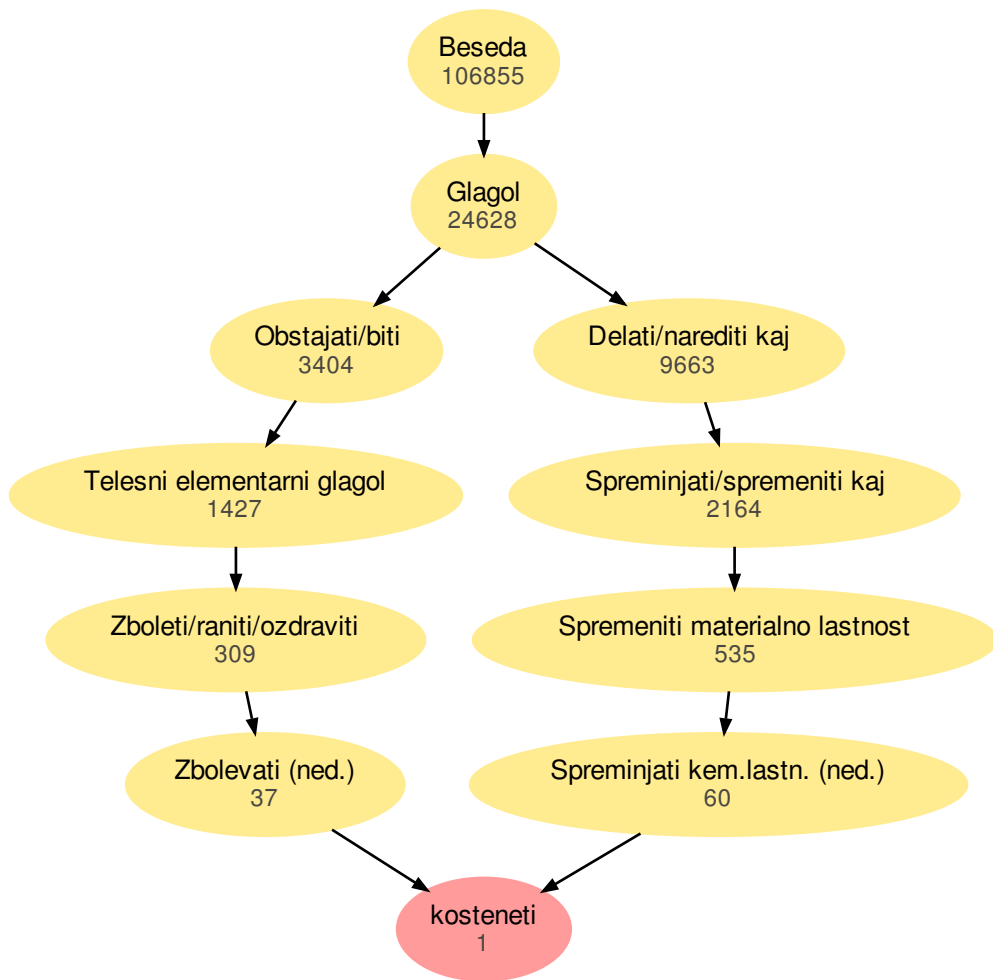 Beseda
106855
Glagol
24628
Obstajati/biti
3404
Delati/narediti kaj
9663
Telesni elementarni glagol
1427
Spreminjati/spremeniti kaj
2164
Zboleti/raniti/ozdraviti
309
Spremeniti materialno lastnost
535
Zbolevati (ned.)
37
Spreminjati kem.lastn. (ned.)
60
kosteneti
1